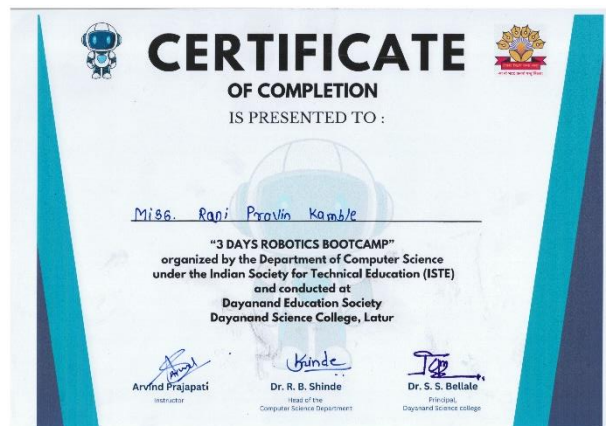 CERTIFICATE
OF COMPLETION
IS PRESENTED TO :
Miss. Rani Pravin Kamble
“3 DAYS ROBOTICS BOOTCAMP”
organized by the Department of Computer Science
under the Indian Society for Technical Education (ISTE)
and conducted at
Dayanand Education Society
Dayanand Science College, Latur
Arvind Prajapati
Instructor
Dr. R. B. Shinde
Head of the
Computer Science Department
Dr. S. S. Bellale
Principal,
Dayanand Science college